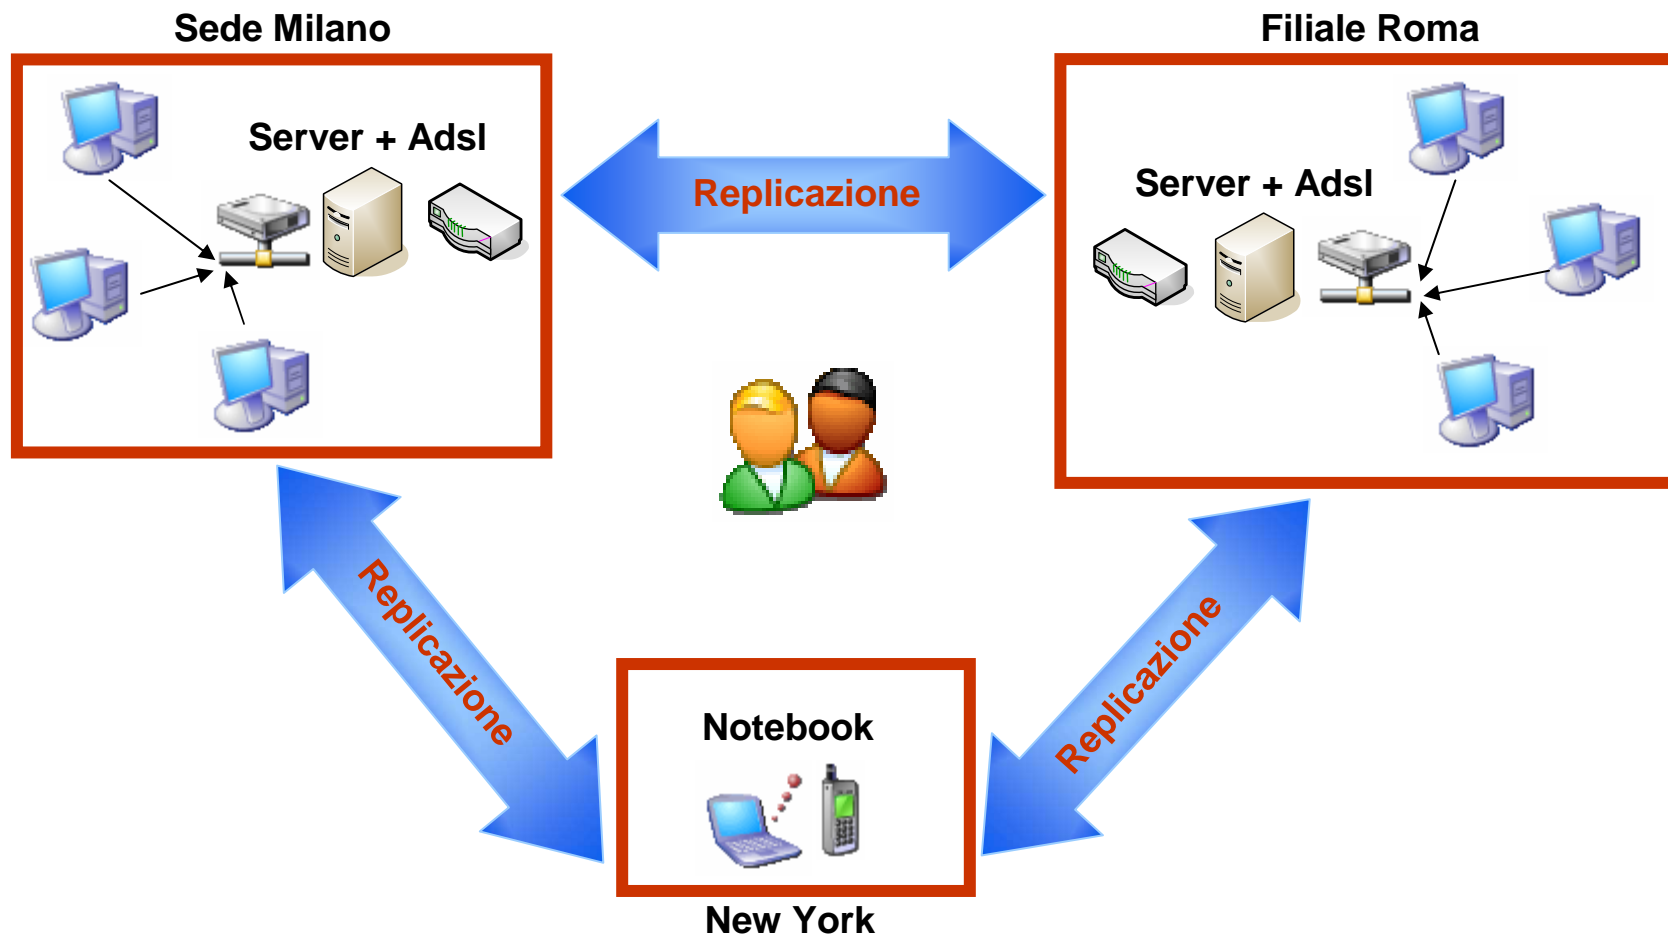 Sede Milano
Filiale Roma
Server + Adsl
Replicazione
Server + Adsl
Replicazione
Replicazione
Notebook
New York